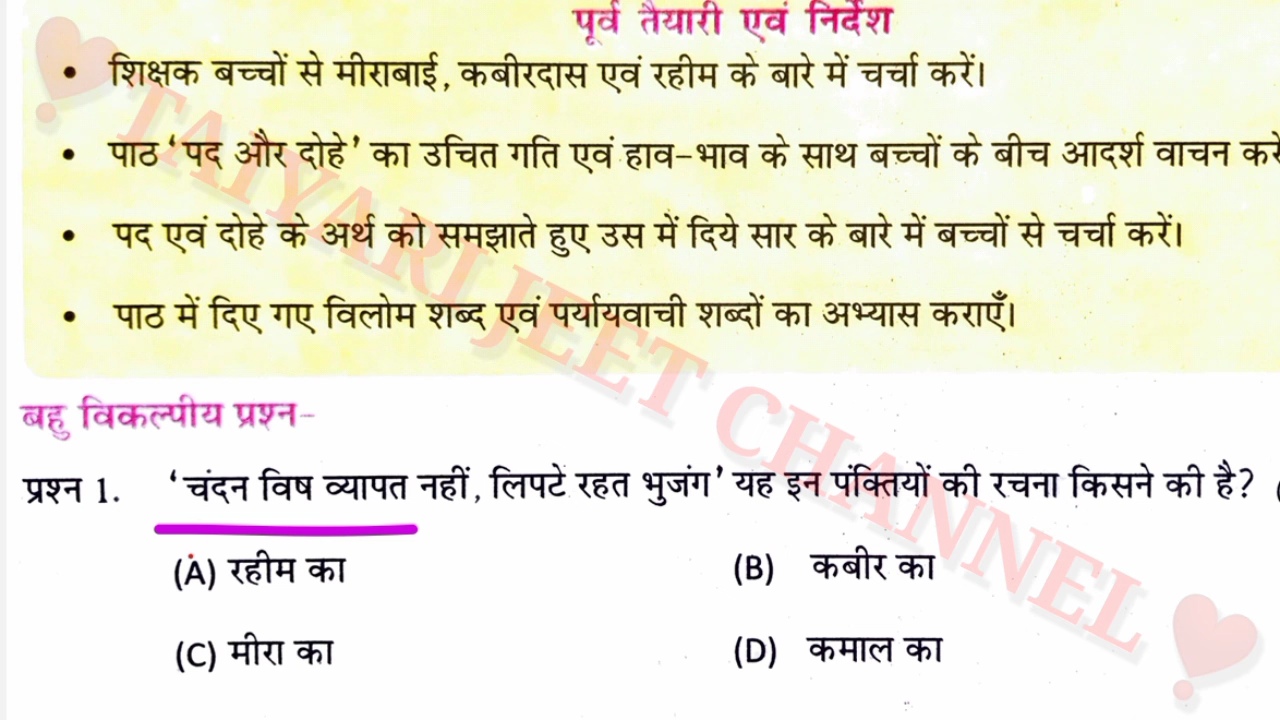 पूर्व तैयारी एवं निर्देश
• शिक्षक बच्चों से मीराबाई, कबीरदास एवं रहीम के बारे में चर्चा करें।
• पाठ ‘पद और दोहे’ का उचित गति एवं हाव-भाव के साथ बच्चों के बीच आदर्श वाचन करें
• पद एवं दोहे के अर्थ को समझाते हुए उस में दिये सार के बारे में बच्चों से चर्चा करें।
• पाठ में दिए गए विलोम शब्द एवं पर्यायवाची शब्दों का अभ्यास कराएँ।
TAIYARI JEET CHANNEL
बहु विकल्पीय प्रश्न-
प्रश्न 1. ‘चंदन विष व्यापत नहीं, लिपटे रहत भुजंग’ यह इन पंक्तियों की रचना किसने की है? (
(A) रहीम का (B) कबीर का
(C) मीरा का (D) कमाल का